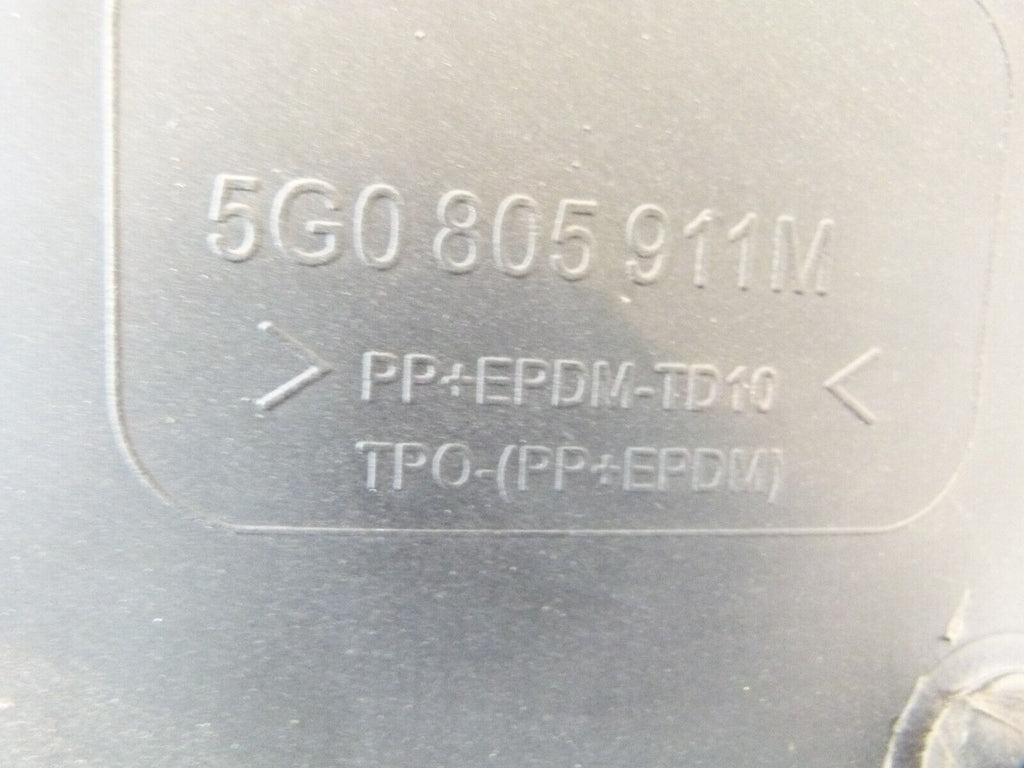 5G0 805 911M
> PP+EPDM-TD10 <
TPO-(PP+EPDM)